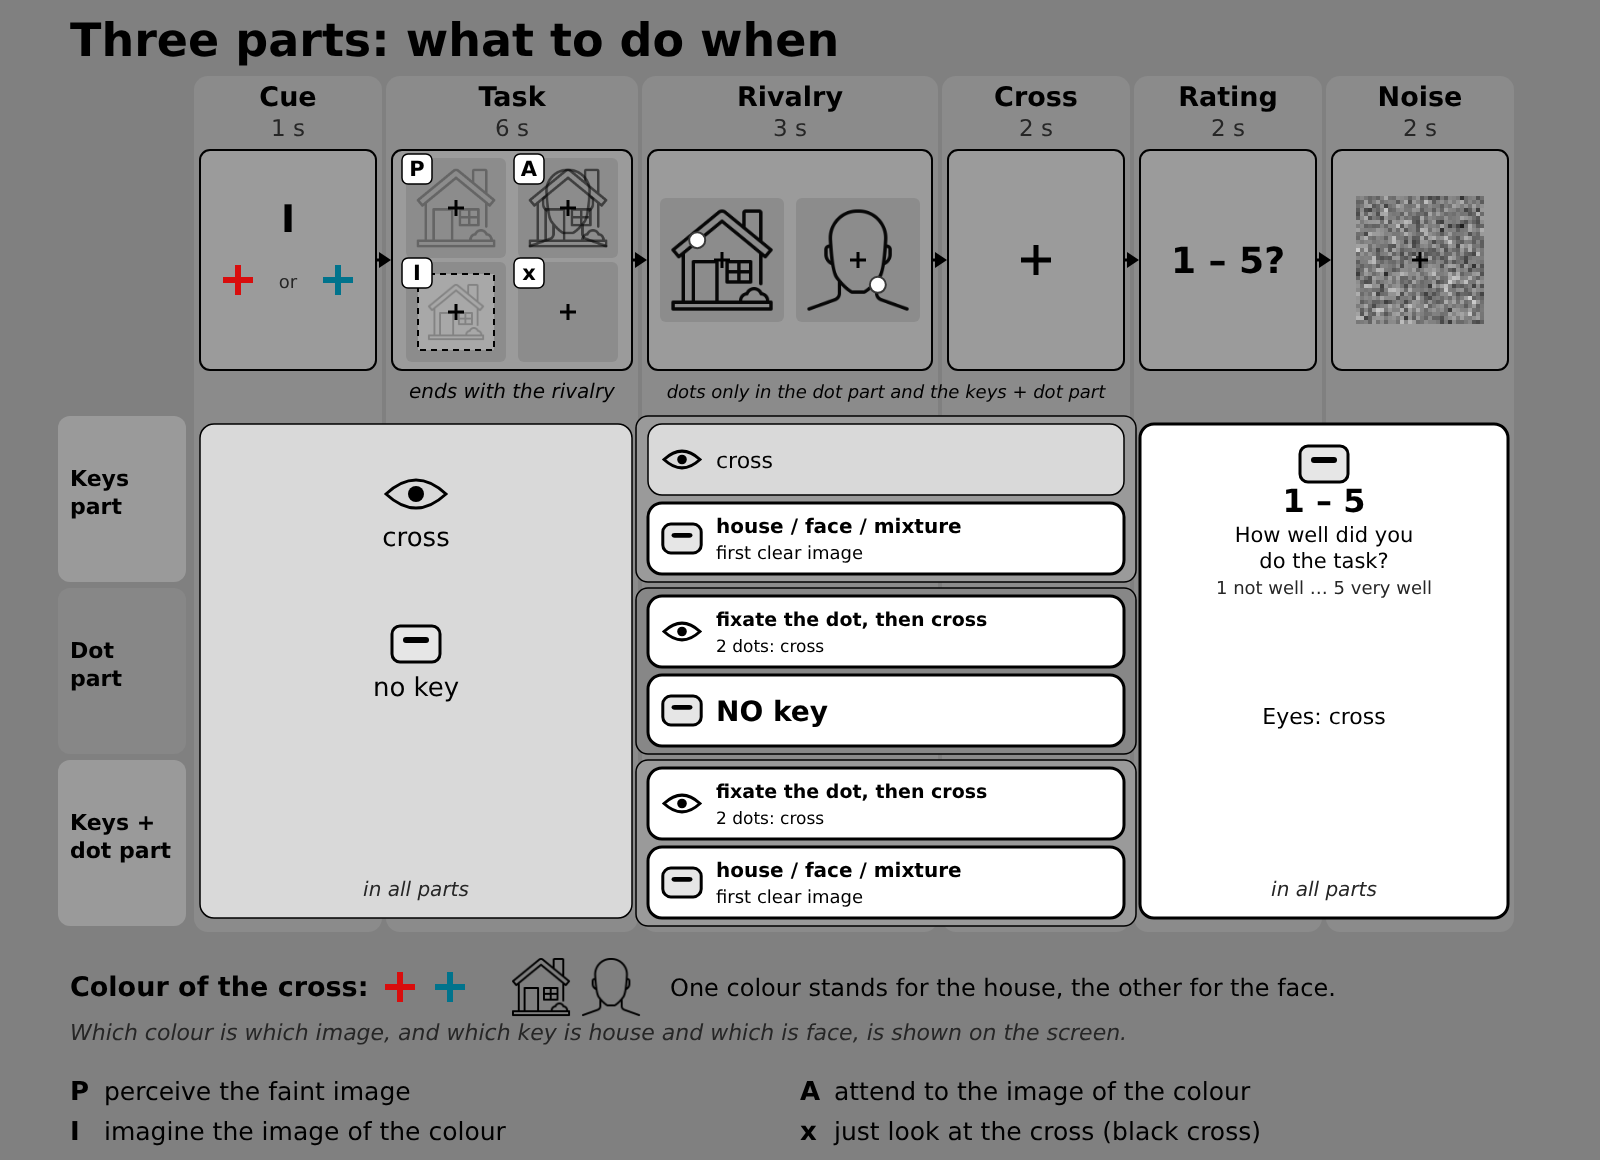 Three parts: what to do when
Cue
1 s
Task
6 s
Rivalry
3 s
Cross
2 s
Rating
2 s
Noise
2 s
I
or
P
A
I
x
1 – 5?
ends with the rivalry
dots only in the dot part and the keys + dot part
Keys
part
Dot
part
Keys +
dot part
cross
no key
in all parts
cross
house / face / mixture
first clear image
fixate the dot, then cross
2 dots: cross
NO key
fixate the dot, then cross
2 dots: cross
house / face / mixture
first clear image
1 – 5
How well did you
do the task?
1 not well ... 5 very well
Eyes: cross
in all parts
Colour of the cross:
One colour stands for the house, the other for the face.
Which colour is which image, and which key is house and which is face, is shown on the screen.
P perceive the faint image
A attend to the image of the colour
I imagine the image of the colour
x just look at the cross (black cross)